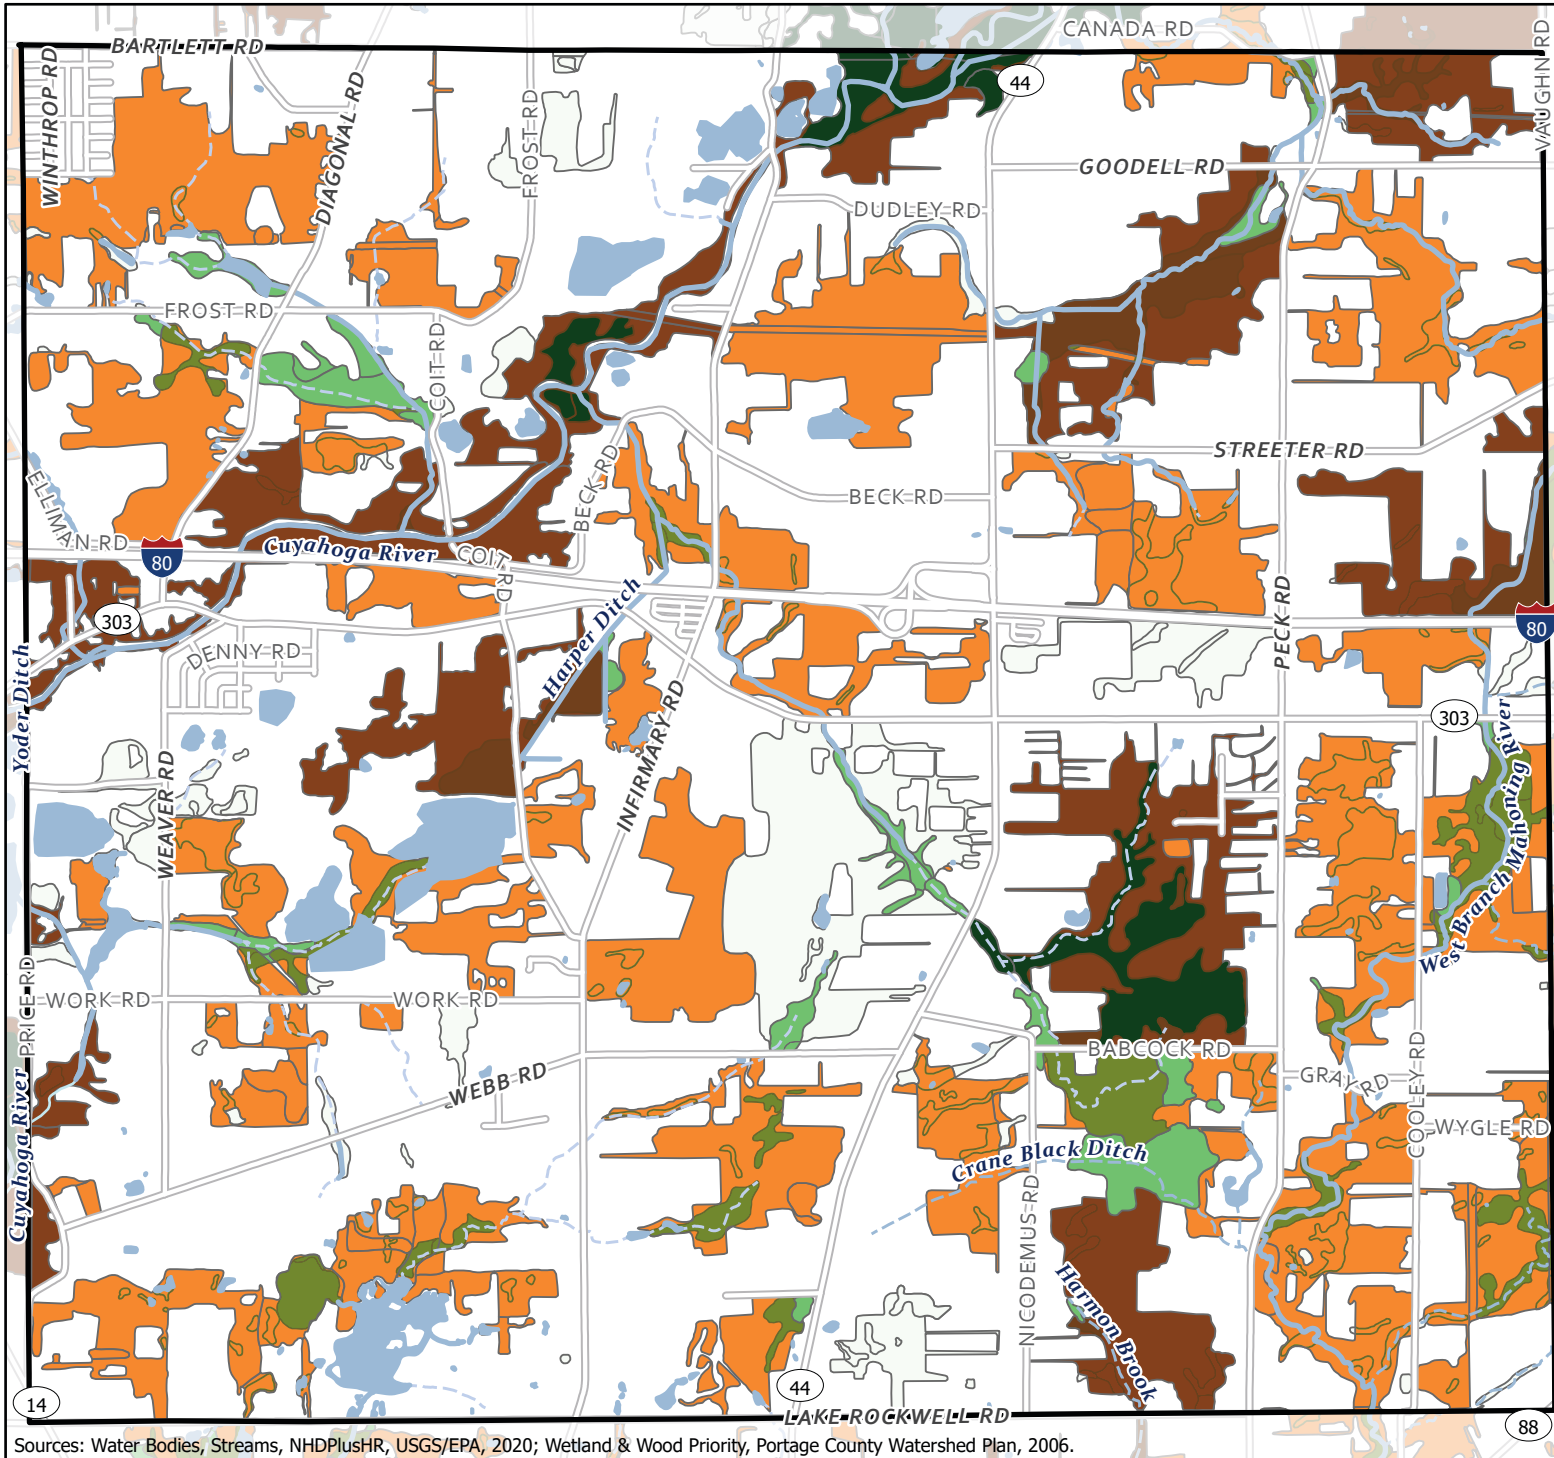 CANADA RD
BARTLETT RD
VAUGHN RD
44
WINTHROP RD
DIAGONAL RD
FROST RD
GOODELL RD
DUDLEY RD
FROST RD
COIT RD
STREETER RD
BECK RD
BECK RD
ELLIMAN RD
80
Cuyahoga River
COIT RD
303
Harper Ditch
PECK RD
80
DENNY RD
Yoder Ditch
INFIRMARY RD
303
WEAVER RD
West Branch Mahoning River
PRICE RD
WORK RD
WORK RD
BABCOCK RD
GRAY RD
COOLEY RD
WEBB RD
WYGLE RD
Cuyahoga River
Crane Black Ditch
NICODEMUS RD
Harmon Brook
14
44
LAKE ROCKWELL RD
88
Sources: Water Bodies, Streams, NHDPlusHR, USGS/EPA, 2020; Wetland & Wood Priority, Portage County Watershed Plan, 2006.